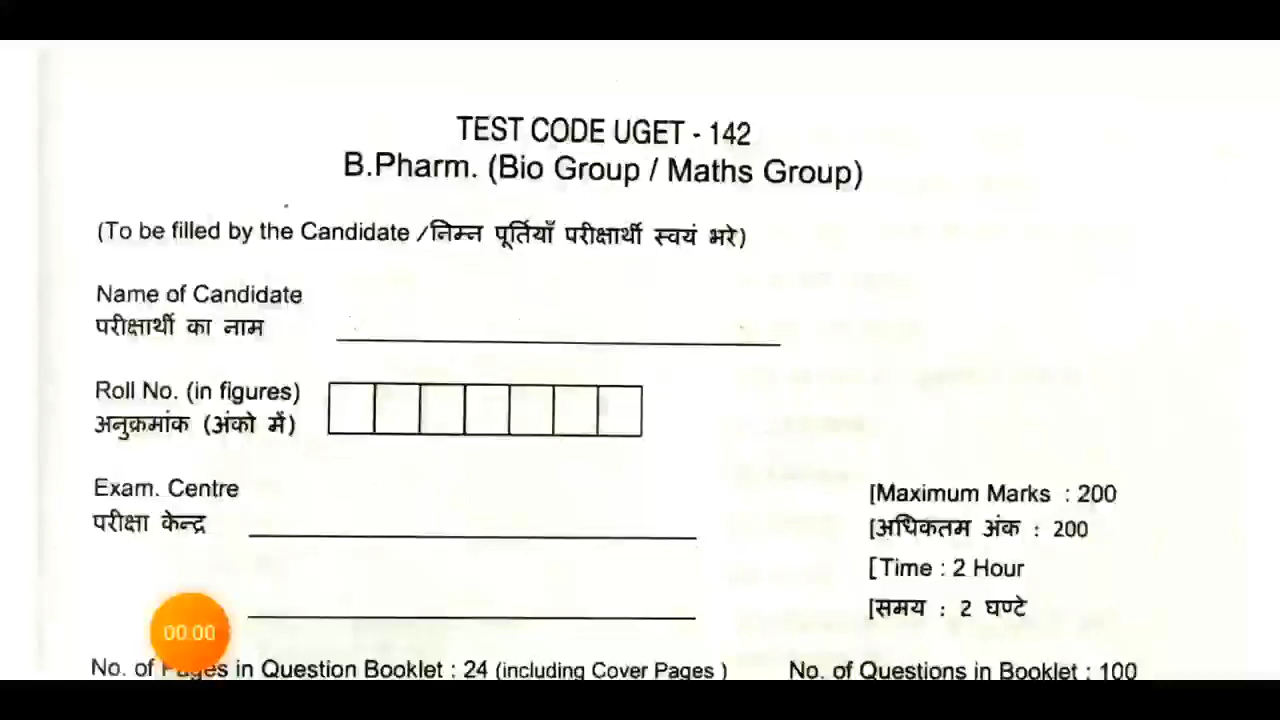 TEST CODE UGET - 142
B.Pharm. (Bio Group / Maths Group)
(To be filled by the Candidate /निम्न पूर्तियाँ परीक्षार्थी स्वयं भरे)
Name of Candidate
परीक्षार्थी का नाम
Roll No. (in figures)
अनुक्रमांक (अंको में)
Exam. Centre
परीक्षा केन्द्र
[Maximum Marks : 200
[अधिकतम अंक : 200
[Time : 2 Hour
[समय : 2 घण्टे
00:00
No. of Pages in Question Booklet : 24 (including Cover Pages )
No. of Questions in Booklet : 100